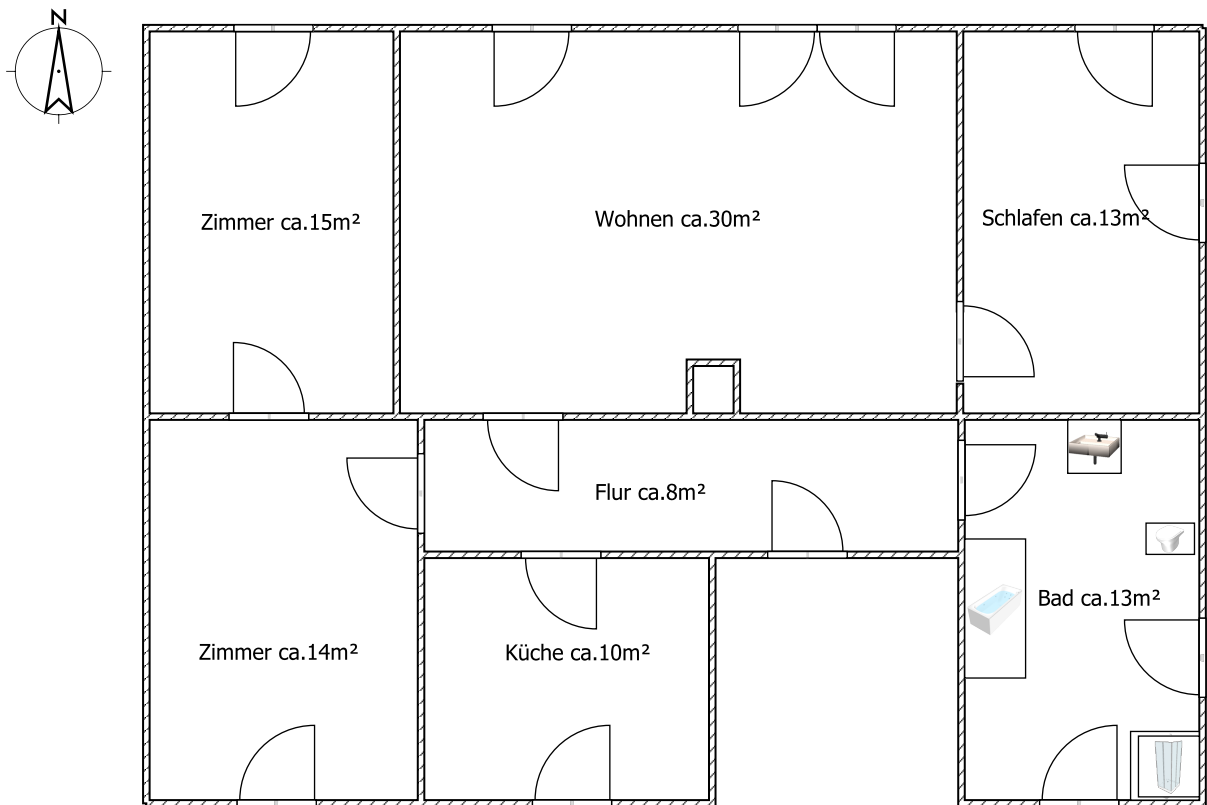 N
Zimmer ca.15m²
Wohnen ca.30m²
Schlafen ca.13m²
Flur ca.8m²
Zimmer ca.14m²
Küche ca.10m²
Bad ca.13m²